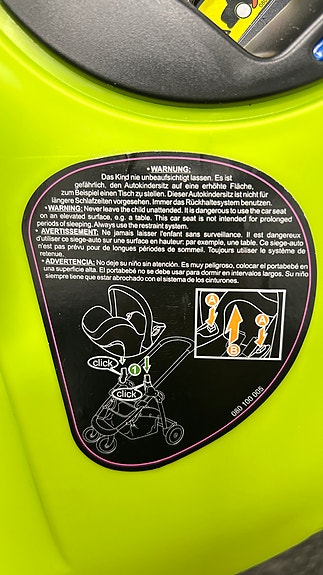 • WARNUNG:
Das Kind nie unbeaufsichtigt lassen. Es ist
gefährlich, den Autokindersitz auf eine erhöhte Fläche,
zum Beispiel einen Tisch zu stellen. Dieser Autokindersitz ist nicht für
längere Schlafzeiten vorgesehen. Immer das Rückhaltesystem benutzen.
• WARNING: Never leave the child unattended. It is dangerous to use the car seat
on an elevated surface, e.g. a table. This car seat is not intended for prolonged
periods of sleeping. Always use the restraint system.
• AVERTISSEMENT: Ne jamais laisser l'enfant sans surveillance. Il est dangereux
d'utiliser ce siege-auto sur une surface en hauteur: par exemple, une table. Ce siege-auto
n'est pas prévu pour de longues périodes de sommeil. Toujours utiliser le système de
retenue.
• ADVERTENCIA: No deje su niño sin atención. Es muy peligroso, colocar el portabebé en
una superficie alta. El portabebé no se debe usar para dormir en intervalos largos. Su niño
siempre tiene que estar abrochado con el sistema de los cinturones.
A
A
B
click
1
click
080 100 005